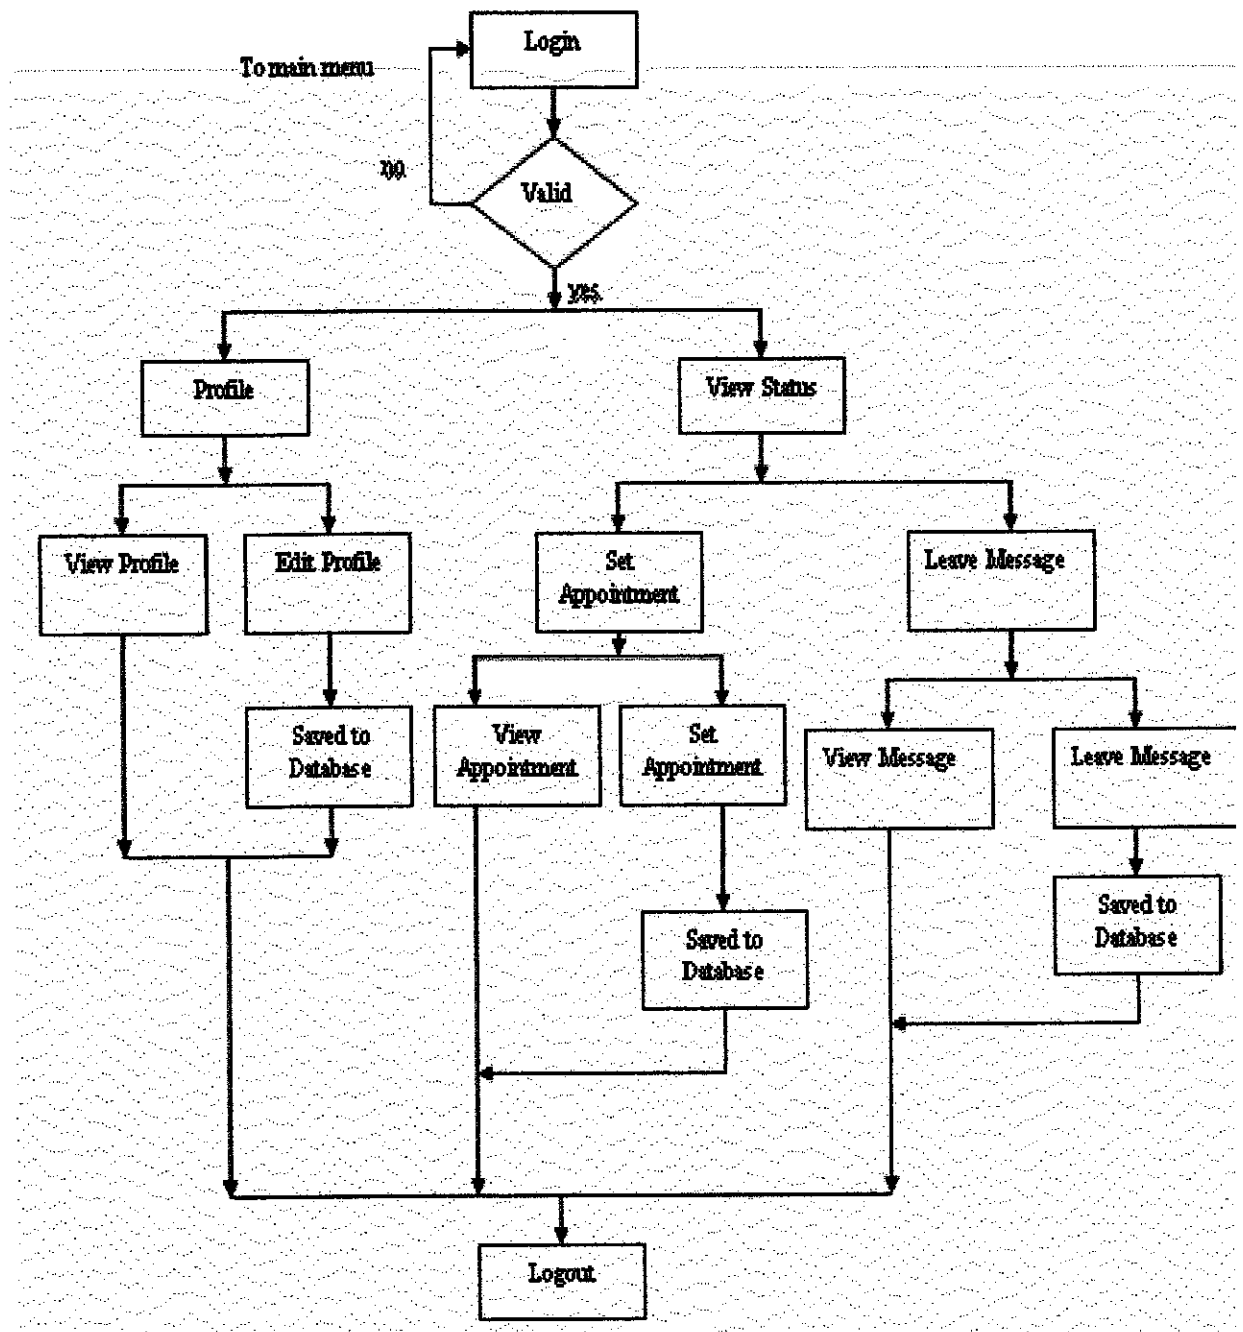 Login
To main menu
no
Valid
yes
Profile
View Status
View Profile
Edit Profile
Set
Appointment
Leave Message
Saved to
Database
View
Appointment
Set
Appointment
View Message
Leave Message
Saved to
Database
Saved to
Database
Logout